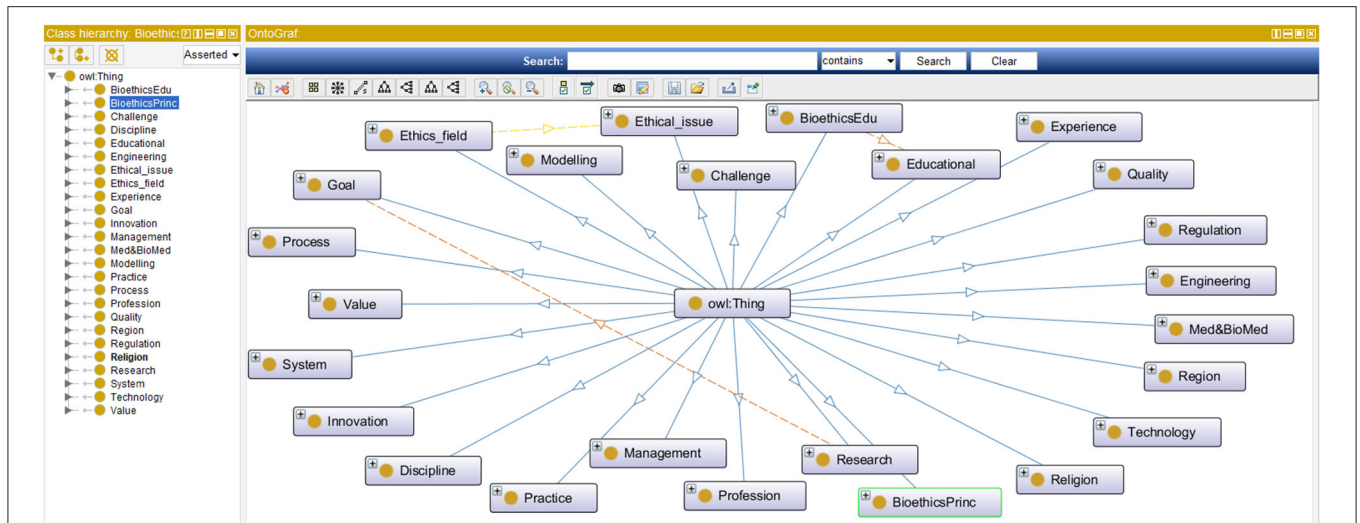 Class hierarchy: Bioethic:
OntoGraf:
Asserted
Search:
contains
Search
Clear
owl:Thing
BioethicsEdu
BioethicsPrinc
Challenge
Discipline
Educational
Engineering
Ethical_issue
Ethics_field
Experience
Goal
Innovation
Management
Med&BioMed
Modelling
Practice
Process
Profession
Quality
Region
Regulation
Religion
Research
System
Technology
Value
Ethics_field
Ethical_issue
BioethicsEdu
Experience
Modelling
Challenge
Educational
Goal
Quality
Process
Regulation
Engineering
Value
owl:Thing
Med&BioMed
System
Region
Innovation
Technology
Management
Research
Discipline
Religion
Practice
Profession
BioethicsPrinc